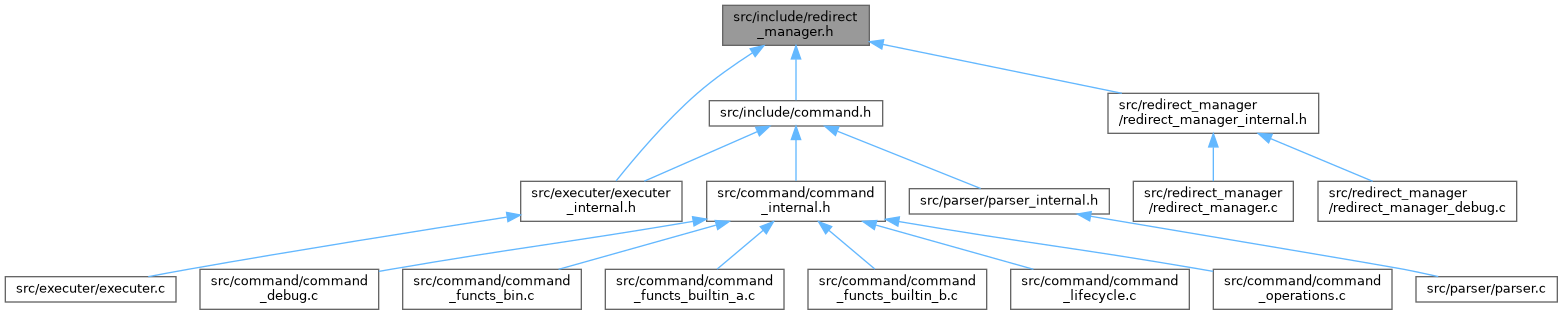 src/include/redirect
_manager.h
src/include/command.h
src/redirect_manager
/redirect_manager_internal.h
src/executer/executer
_internal.h
src/command/command
_internal.h
src/parser/parser_internal.h
src/redirect_manager
/redirect_manager.c
src/redirect_manager
/redirect_manager_debug.c
src/executer/executer.c
src/command/command
_debug.c
src/command/command
_functs_bin.c
src/command/command
_functs_builtin_a.c
src/command/command
_functs_builtin_b.c
src/command/command
_lifecycle.c
src/command/command
_operations.c
src/parser/parser.c